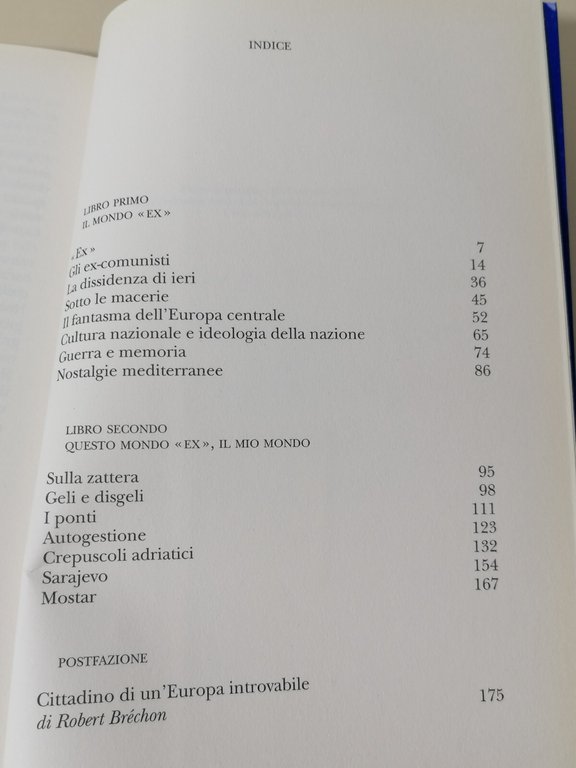 INDICE
LIBRO PRIMO
IL MONDO «EX»
«Ex» 7
Gli ex-comunisti 14
La dissidenza di ieri 36
Sotto le macerie 45
Il fantasma dell'Europa centrale 52
Cultura nazionale e ideologia della nazione 65
Guerra e memoria 74
Nostalgie mediterranee 86
LIBRO SECONDO
QUESTO MONDO «EX», IL MIO MONDO
Sulla zattera 95
Geli e disgeli 98
I ponti 111
Autogestione 123
Crepuscoli adriatici 132
Sarajevo 154
Mostar 167
POSTFAZIONE
Cittadino di un'Europa introvabile
di Robert Bréchon 175